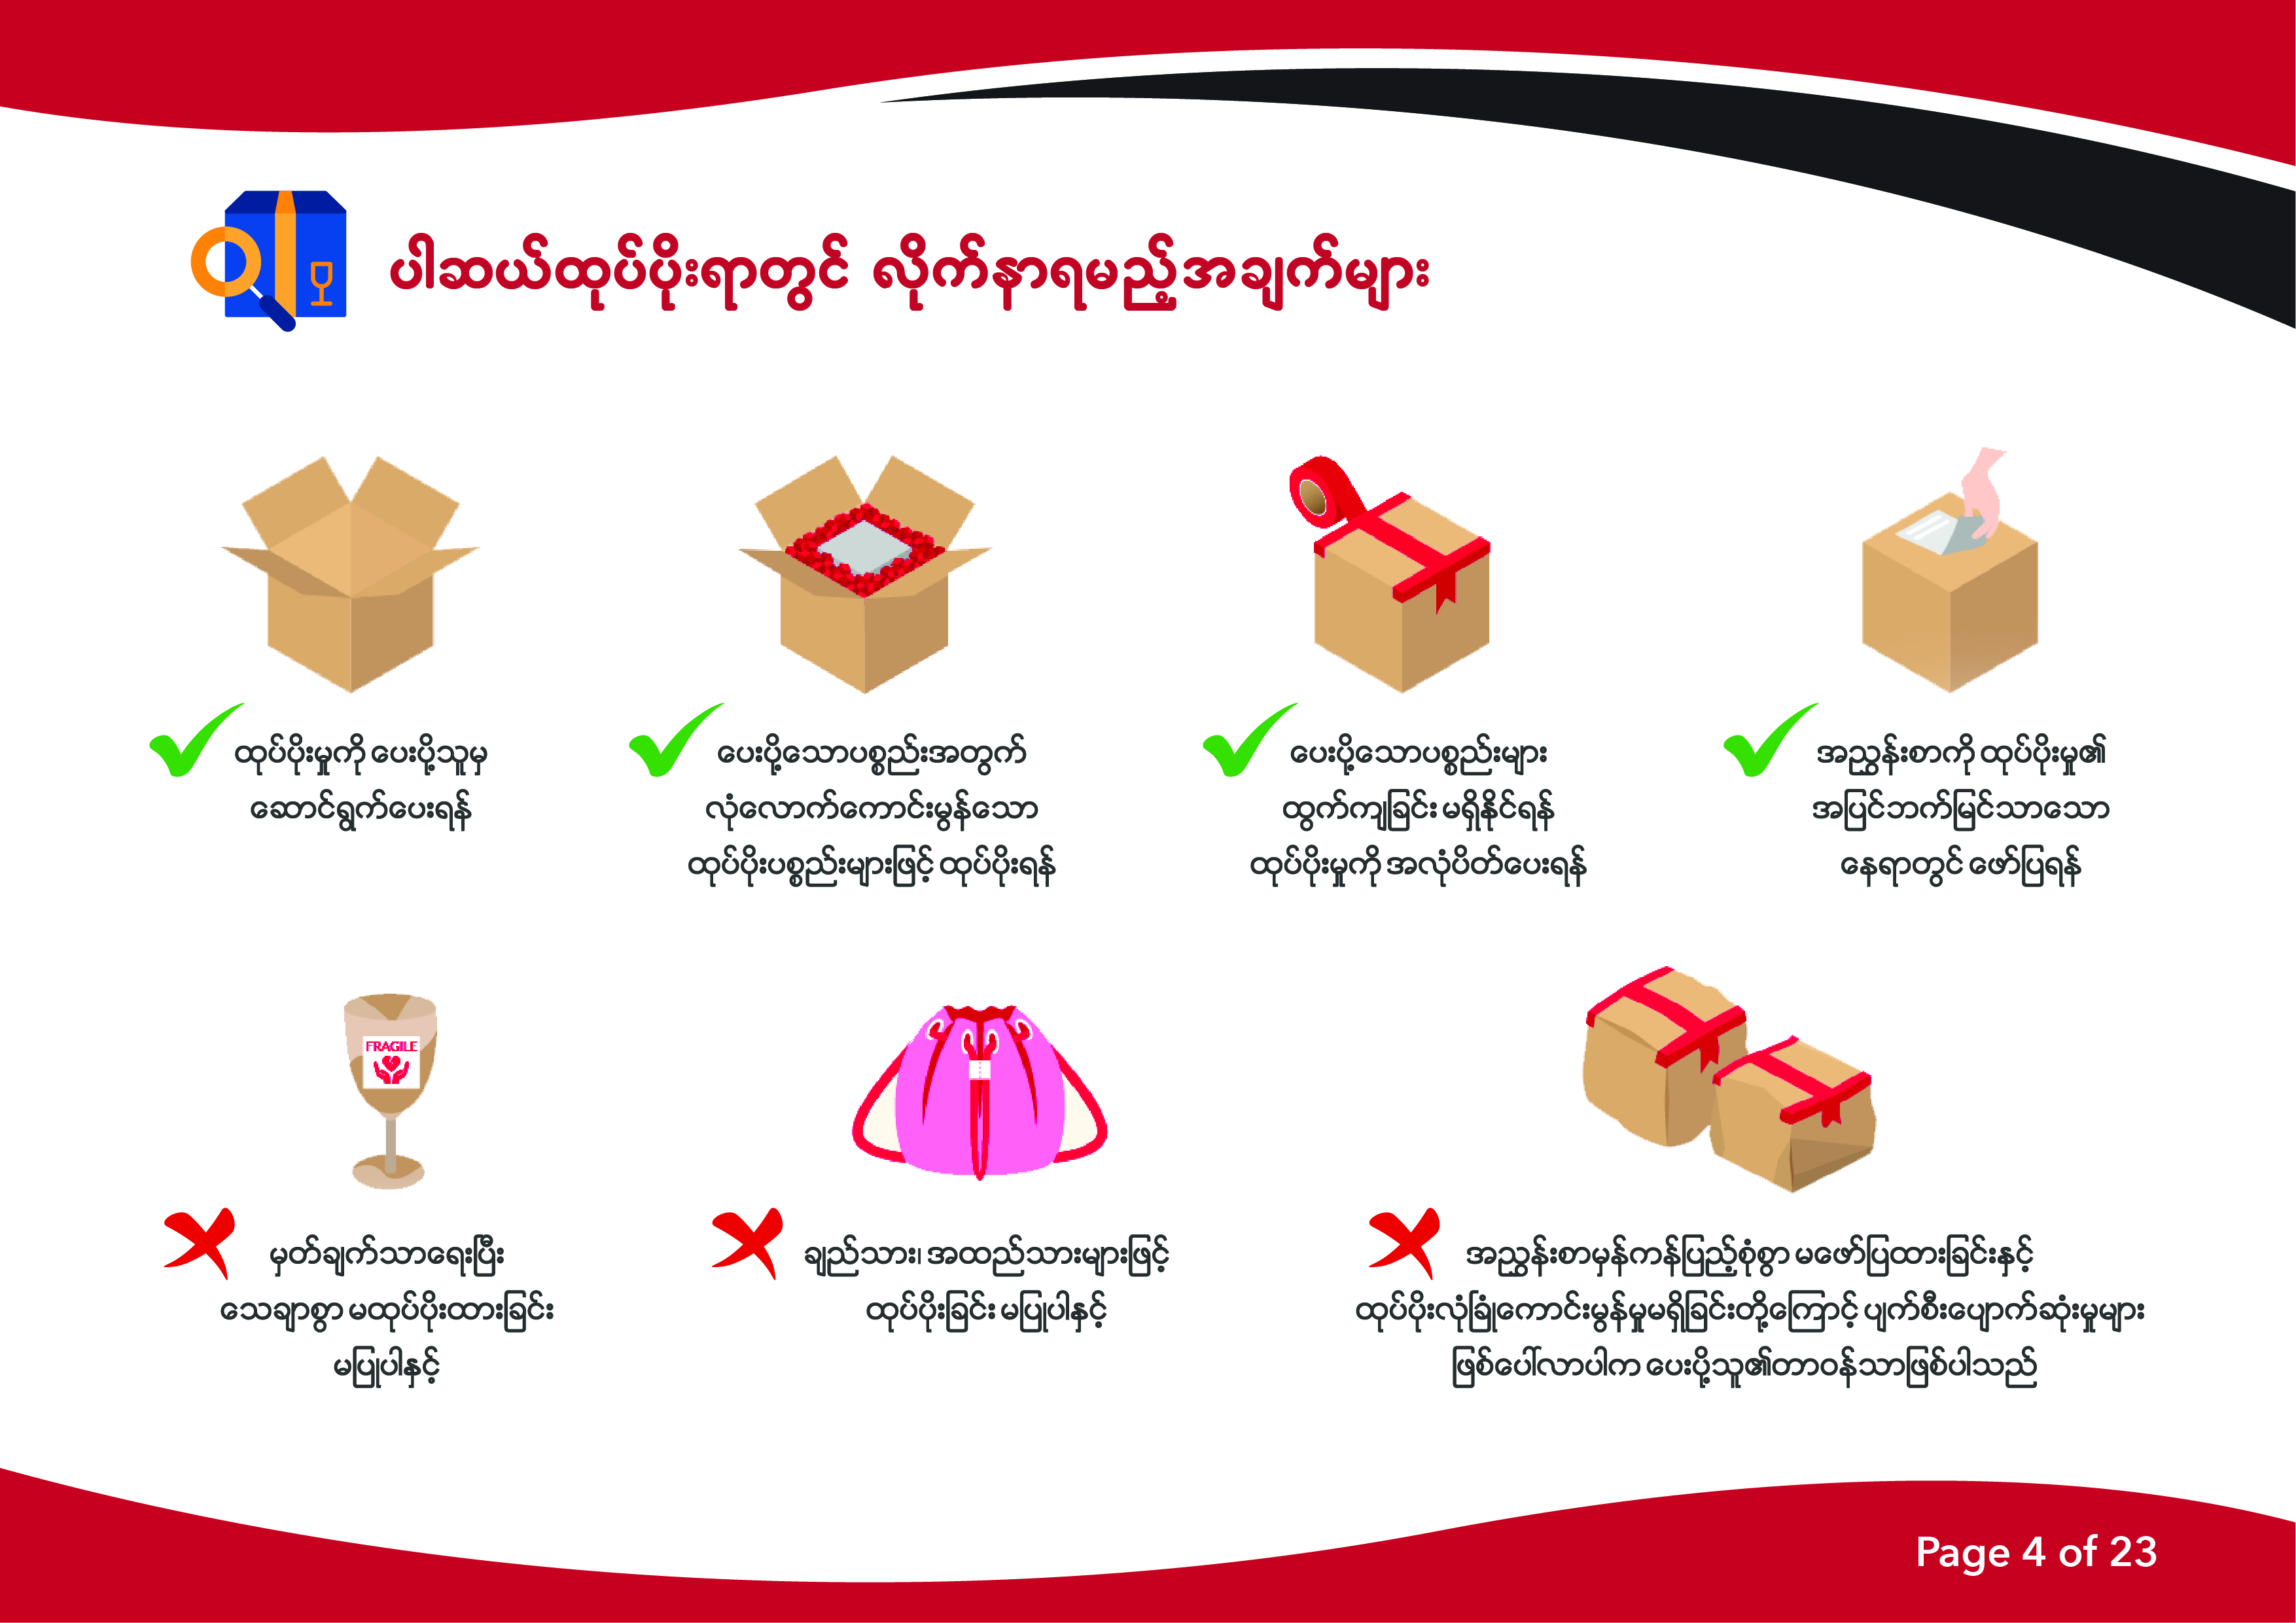 ပါဆယ်ထုပ်ပိုးရာတွင် လိုက်နာရမည့်အချက်များ
ထုပ်ပိုးမှုကို ပေးပို့သူမှ
ဆောင်ရွက်ပေးရန်
ပေးပို့သောပစ္စည်းအတွက်
လုံလောက်ကောင်းမွန်သော
ထုပ်ပိုးပစ္စည်းများဖြင့် ထုပ်ပိုးရန်
ပေးပို့သောပစ္စည်းများ
ထွက်ကျခြင်း မရှိနိုင်ရန်
ထုပ်ပိုးမှုကို အလုံပိတ်ပေးရန်
အညွှန်းစာကို ထုပ်ပိုးမှု၏
အပြင်ဘက်မြင်သာသော
နေရာတွင် ဖော်ပြရန်
FRAGILE
မှတ်ချက်သာရေးပြီး
သေချာစွာ မထုပ်ပိုးထားခြင်း
မပြုပါနှင့်
ချည်သား၊ အထည်သားများဖြင့်
ထုပ်ပိုးခြင်း မပြုပါနှင့်
အညွှန်းစာမှန်ကန်ပြည့်စုံစွာ မဖော်ပြထားခြင်းနှင့်
ထုပ်ပိုးလုံခြုံကောင်းမွန်မှုမရှိခြင်းတို့ကြောင့် ပျက်စီးပျောက်ဆုံးမှုများ
ဖြစ်ပေါ်လာပါက ပေးပို့သူ၏တာဝန်သာဖြစ်ပါသည်
Page 4 of 23